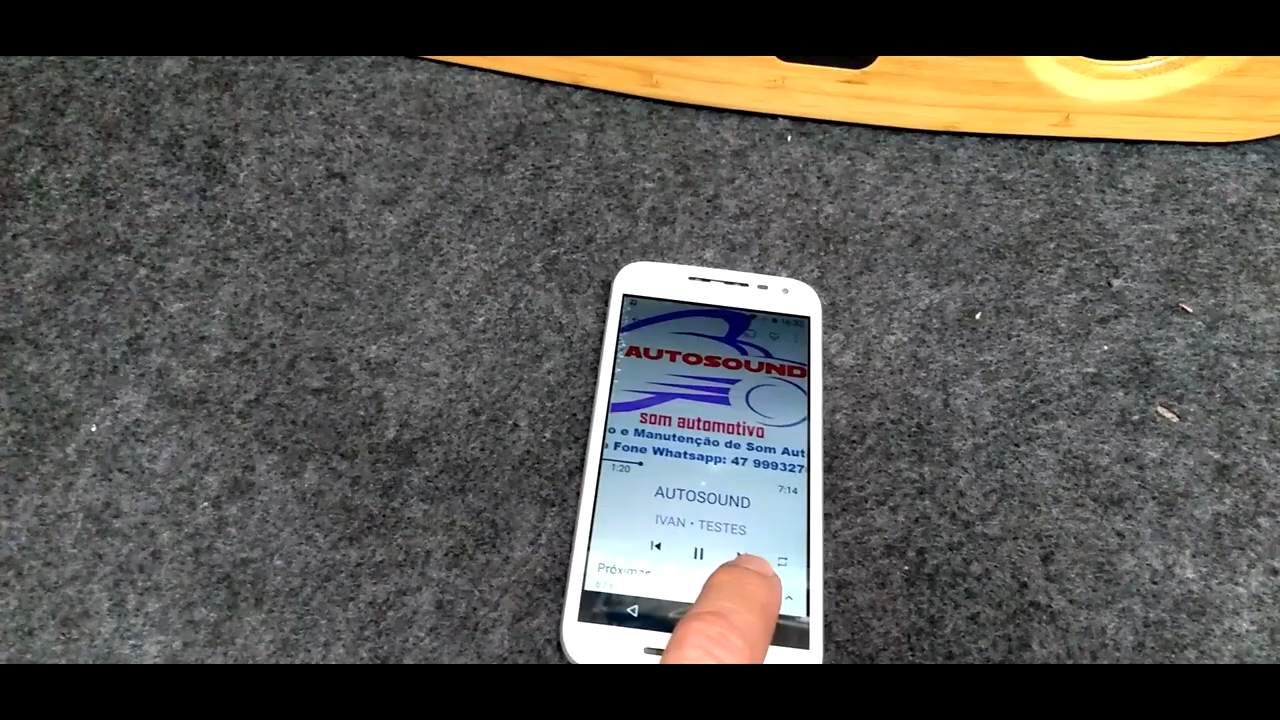 AUTOSOUND
som automotivo
o e Manutenção de Som Aut
Fone Whatsapp: 47 999327
1:20
7:14
AUTOSOUND
IVAN • TESTES
Próximas